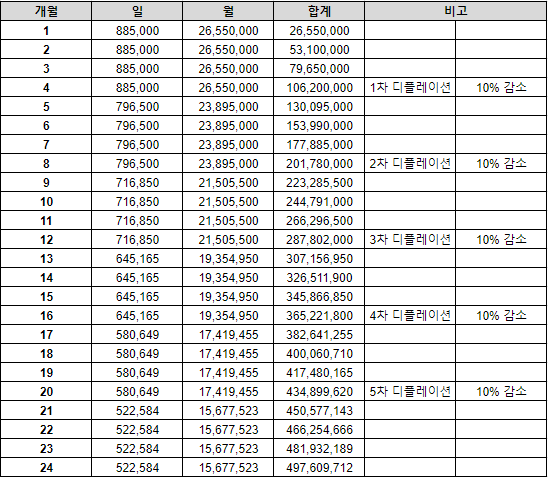 개월 일 월 합계 비고
1 885,000 26,550,000 26,550,000
2 885,000 26,550,000 53,100,000
3 885,000 26,550,000 79,650,000
4 885,000 26,550,000 106,200,000 1차 디플레이션 10% 감소
5 796,500 23,895,000 130,095,000
6 796,500 23,895,000 153,990,000
7 796,500 23,895,000 177,885,000
8 796,500 23,895,000 201,780,000 2차 디플레이션 10% 감소
9 716,850 21,505,500 223,285,500
10 716,850 21,505,500 244,791,000
11 716,850 21,505,500 266,296,500
12 716,850 21,505,500 287,802,000 3차 디플레이션 10% 감소
13 645,165 19,354,950 307,156,950
14 645,165 19,354,950 326,511,900
15 645,165 19,354,950 345,866,850
16 645,165 19,354,950 365,221,800 4차 디플레이션 10% 감소
17 580,649 17,419,455 382,641,255
18 580,649 17,419,455 400,060,710
19 580,649 17,419,455 417,480,165
20 580,649 17,419,455 434,899,620 5차 디플레이션 10% 감소
21 522,584 15,677,523 450,577,143
22 522,584 15,677,523 466,254,666
23 522,584 15,677,523 481,932,189
24 522,584 15,677,523 497,609,712